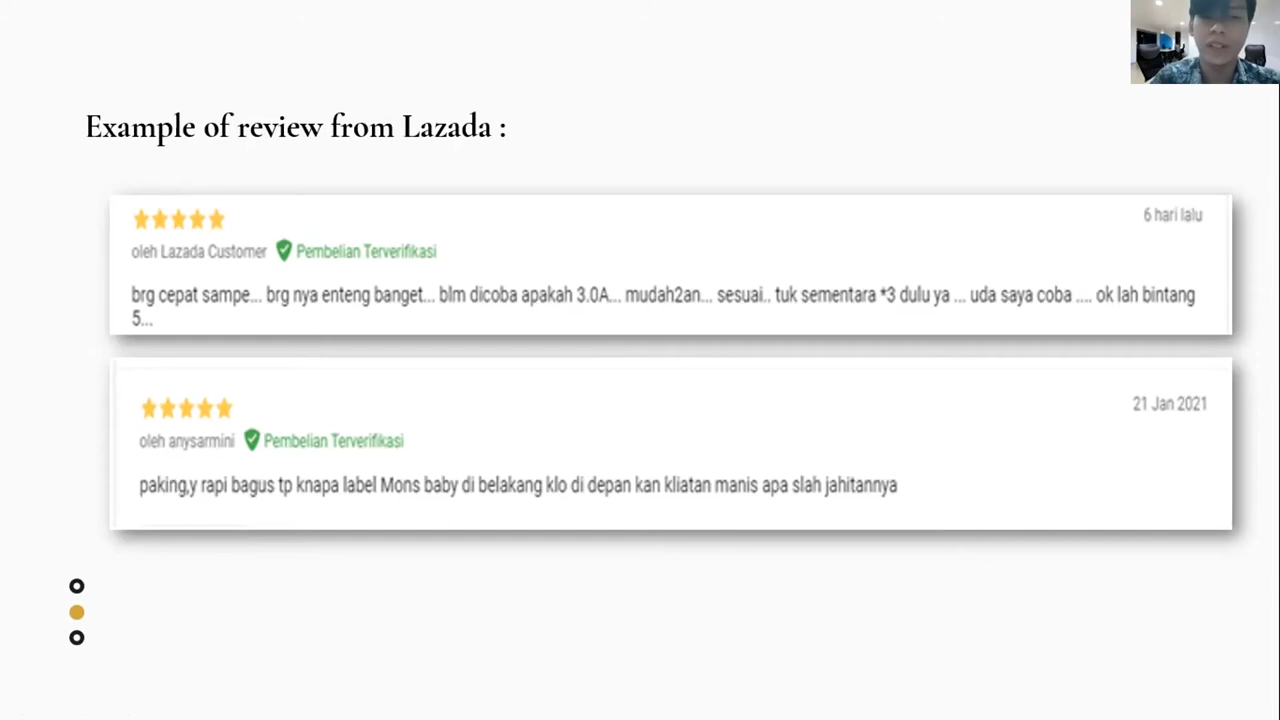 Example of review from Lazada :
6 hari lalu
oleh Lazada Customer Pembelian Terverifikasi
brg cepat sampe... brg nya enteng banget... blm dicoba apakah 3.0A... mudah2an... sesuai.. tuk sementara *3 dulu ya ... uda saya coba .... ok lah bintang
5...
21 Jan 2021
oleh anysarmini Pembelian Terverifikasi
paking,y rapi bagus tp knapa label Mons baby di belakang klo di depan kan kliatan manis apa slah jahitannya